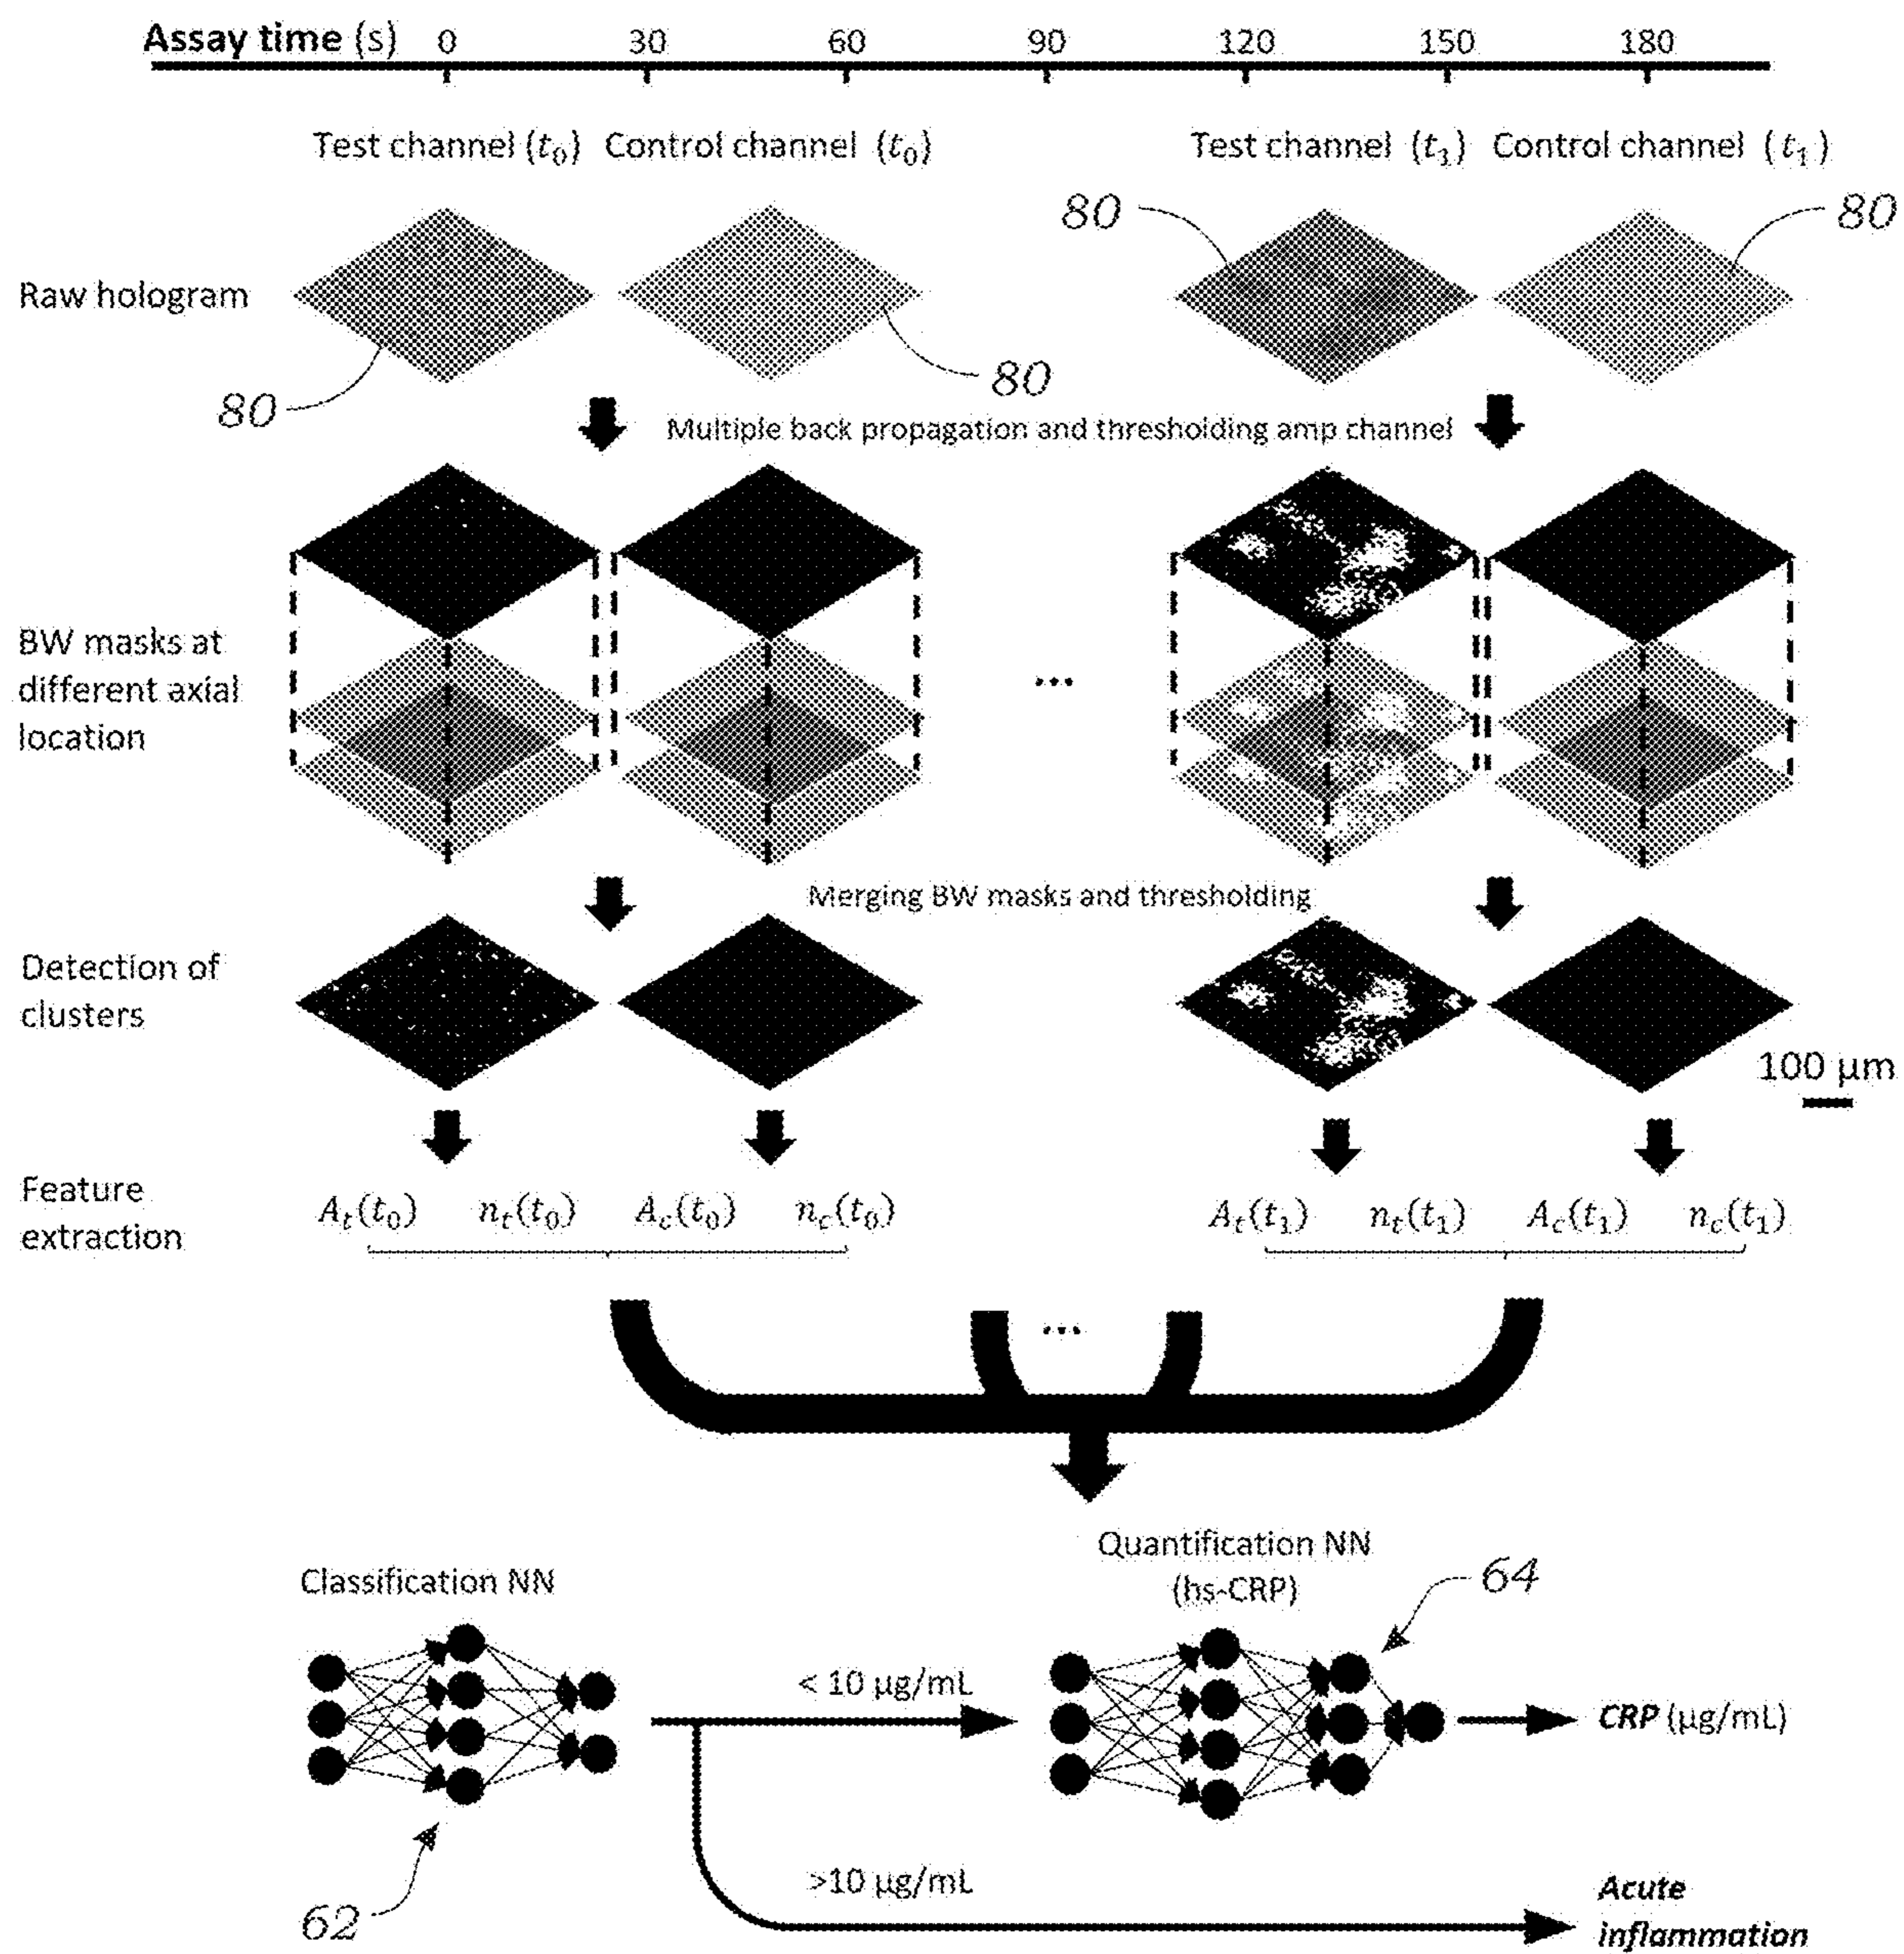 Assay time (s) 0 30 60 90 120 150 180
Test channel (t₀) Control channel (t₀) Test channel (t₁) Control channel (t₁)
80 80
Raw hologram
80 80
Multiple back propagation and thresholding amp channel
BW masks at
different axial
location
...
Merging BW masks and thresholding
Detection of
clusters
100 µm
Feature
extraction
Aₜ(t₀) nₜ(t₀) A꜀(t₀) n꜀(t₀) Aₜ(t₁) nₜ(t₁) A꜀(t₁) n꜀(t₁)
...
Quantification NN
(hs-CRP)
64
Classification NN
< 10 µg/mL
CRP (µg/mL)
>10 µg/mL
62
Acute
inflammation